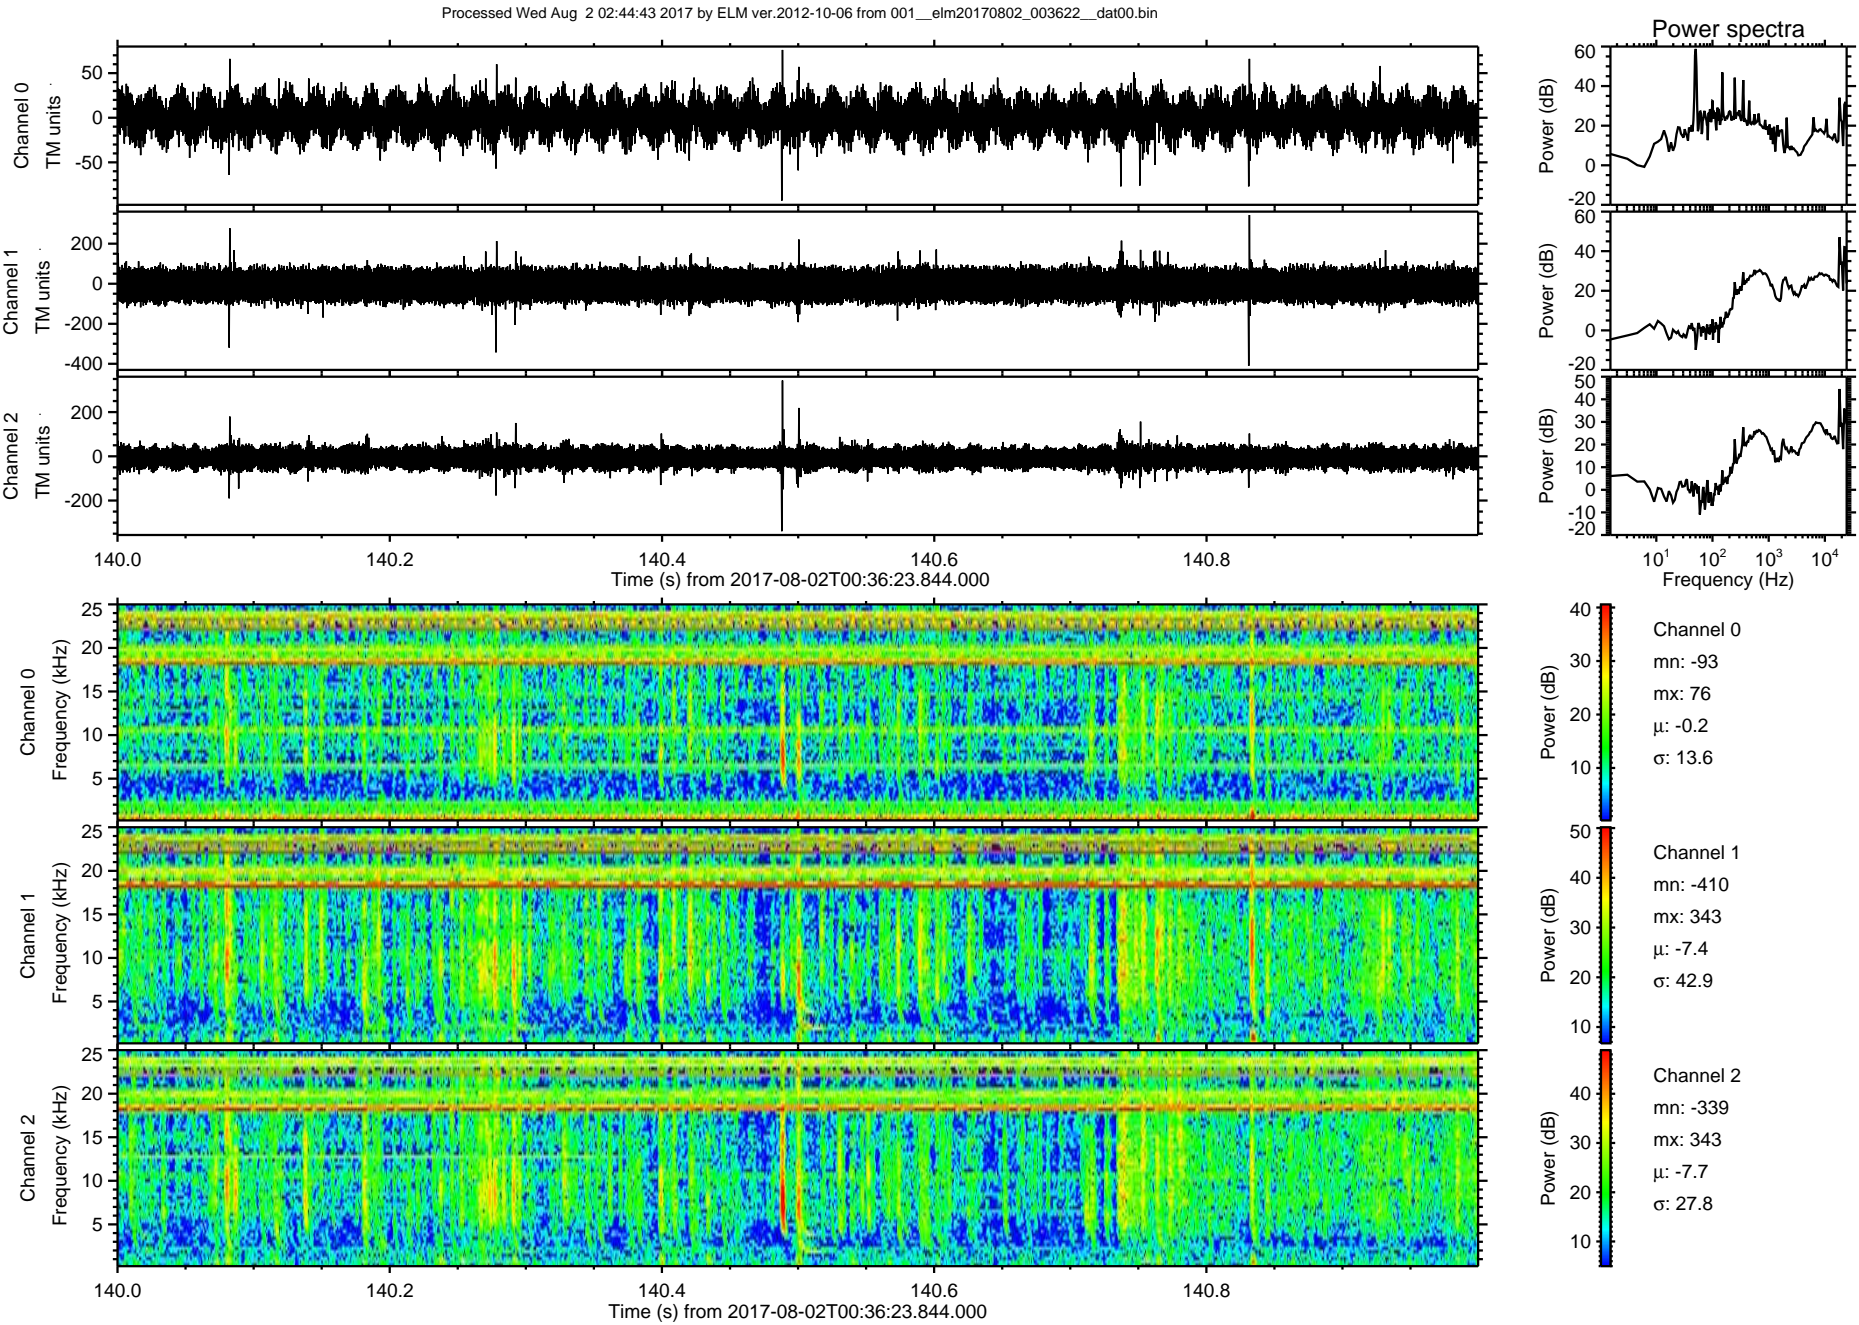 Processed Wed Aug  2 02:44:43 2017 by ELM ver.2012-10-06 from 001__elm20170802_003622__dat00.bin
Power spectra
Channel 0
TM units
50
0
-50
Power (dB)
60
40
20
0
-20
Channel 1
TM units
200
0
-200
-400
Power (dB)
60
40
20
0
-20
Channel 2
TM units
200
0
-200
Power (dB)
50
40
30
20
10
0
-10
-20
140.0 140.2 140.4 140.6 140.8
Time (s) from 2017-08-02T00:36:23.844.000
10^1 10^2 10^3 10^4
Frequency (Hz)
Channel 0
Frequency (kHz)
25
20
15
10
5
Power (dB)
40
30
20
10
Channel 0
mn: -93
mx: 76
μ: -0.2
σ: 13.6
Channel 1
Frequency (kHz)
25
20
15
10
5
Power (dB)
50
40
30
20
10
Channel 1
mn: -410
mx: 343
μ: -7.4
σ: 42.9
Channel 2
Frequency (kHz)
25
20
15
10
5
Power (dB)
40
30
20
10
Channel 2
mn: -339
mx: 343
μ: -7.7
σ: 27.8
140.0 140.2 140.4 140.6 140.8
Time (s) from 2017-08-02T00:36:23.844.000